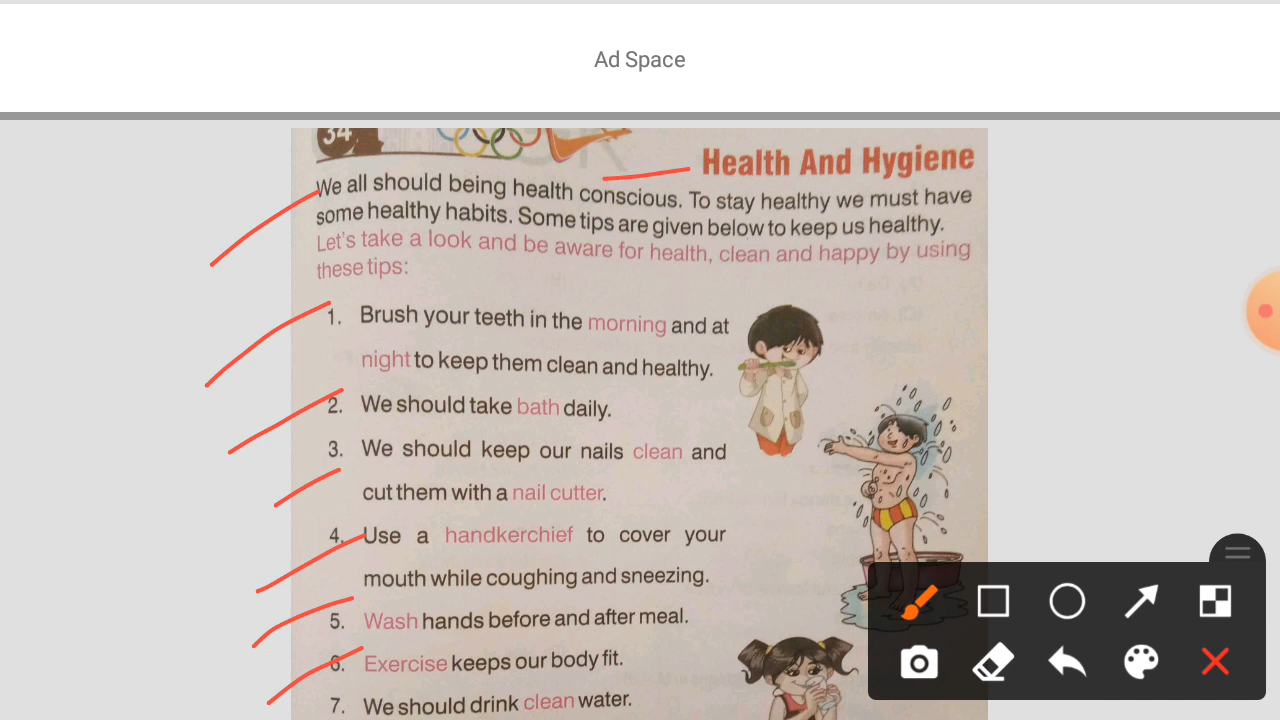 Ad Space
34
Health And Hygiene
We all should being health conscious. To stay healthy we must have
some healthy habits. Some tips are given below to keep us healthy.
Let's take a look and be aware for health, clean and happy by using
these tips:
1. Brush your teeth in the morning and at
night to keep them clean and healthy.
2. We should take bath daily.
3. We should keep our nails clean and
cut them with a nail cutter.
4. Use a handkerchief to cover your
mouth while coughing and sneezing.
5. Wash hands before and after meal.
6. Exercise keeps our body fit.
7. We should drink clean water.